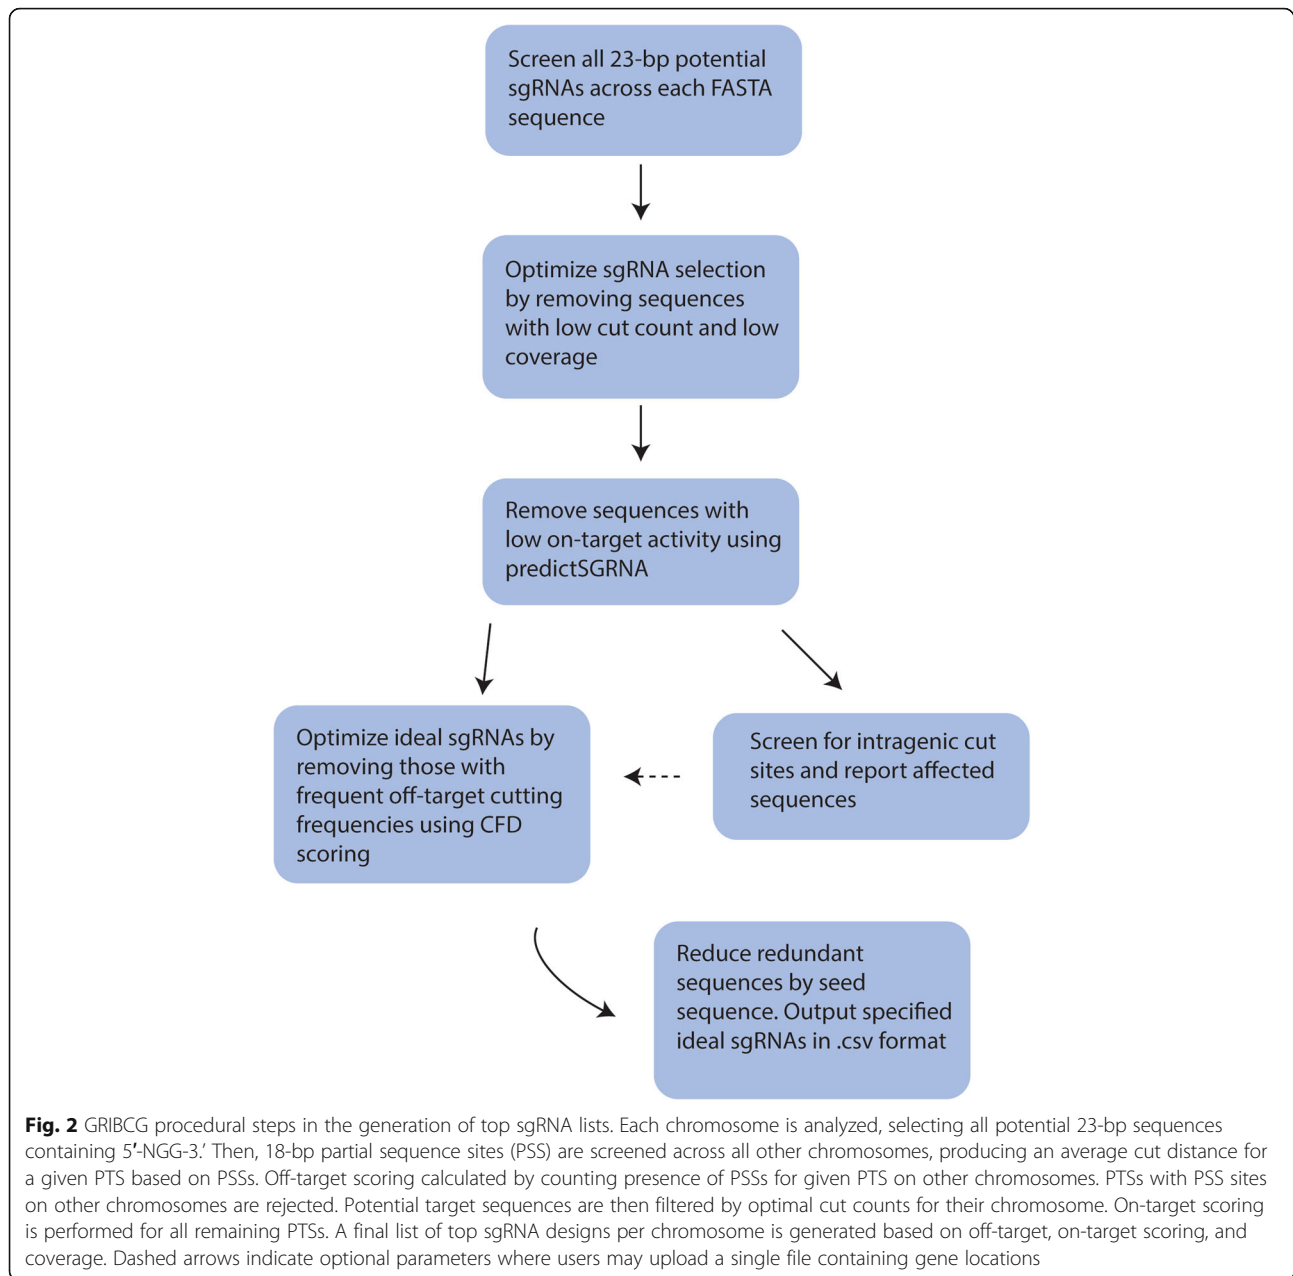 Screen all 23-bp potential
sgRNAs across each FASTA
sequence
Optimize sgRNA selection
by removing sequences
with low cut count and low
coverage
Remove sequences with
low on-target activity using
predictSGRNA
Optimize ideal sgRNAs by
removing those with
frequent off-target cutting
frequencies using CFD
scoring
Screen for intragenic cut
sites and report affected
sequences
Reduce redundant
sequences by seed
sequence. Output specified
ideal sgRNAs in .csv format
Fig. 2 GRIBCG procedural steps in the generation of top sgRNA lists. Each chromosome is analyzed, selecting all potential 23-bp sequences
containing 5′-NGG-3.’ Then, 18-bp partial sequence sites (PSS) are screened across all other chromosomes, producing an average cut distance for
a given PTS based on PSSs. Off-target scoring calculated by counting presence of PSSs for given PTS on other chromosomes. PTSs with PSS sites
on other chromosomes are rejected. Potential target sequences are then filtered by optimal cut counts for their chromosome. On-target scoring
is performed for all remaining PTSs. A final list of top sgRNA designs per chromosome is generated based on off-target, on-target scoring, and
coverage. Dashed arrows indicate optional parameters where users may upload a single file containing gene locations